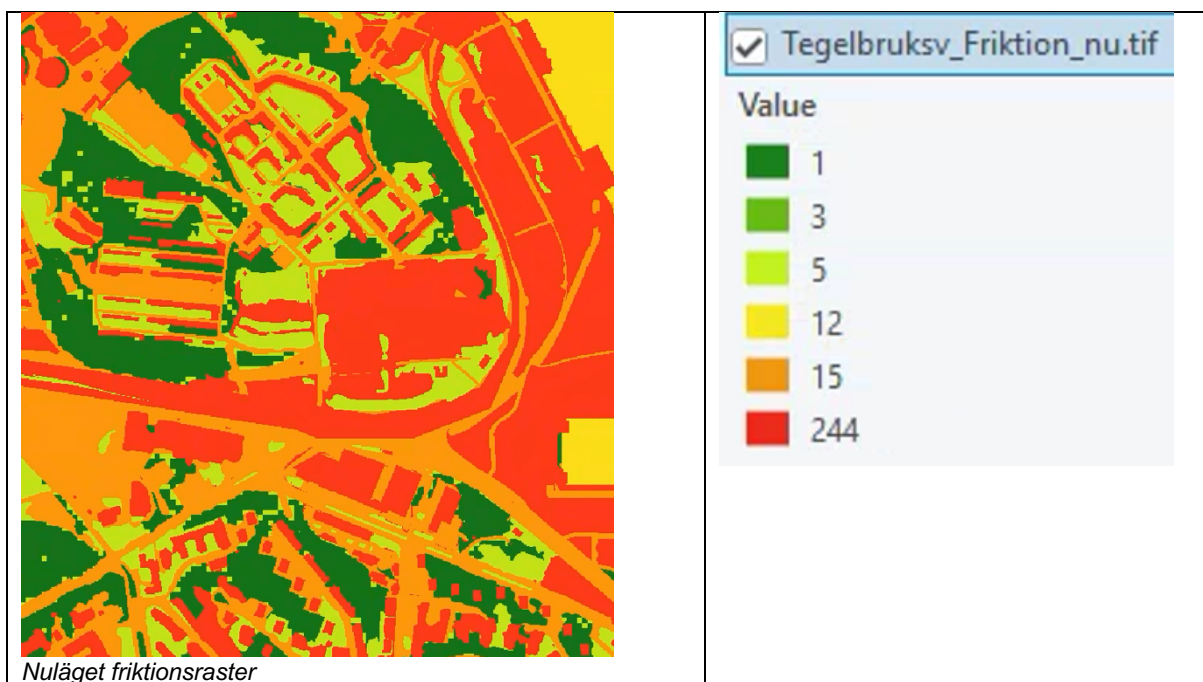 Tegelbruksv_Friktion_nu.tif
Value
1
3
5
12
15
244
Nuläget friktionsraster